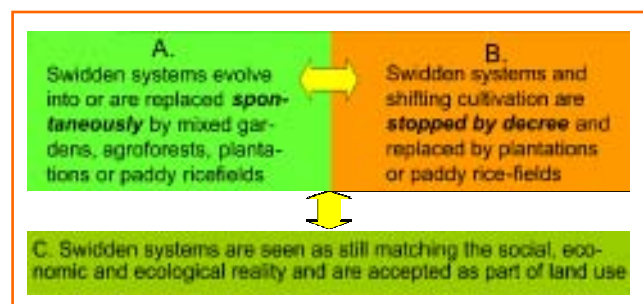 A.
Swidden systems evolve
into or are replaced spon-
taneously by mixed gar-
dens, agroforests, planta-
tions or paddy ricefields
B.
Swidden systems and
shifting cultivation are
stopped by decree and
replaced by plantations
or paddy rice-fields
C. Swidden systems are seen as still matching the social, eco-
nomic and ecological reality and are accepted as part of land use